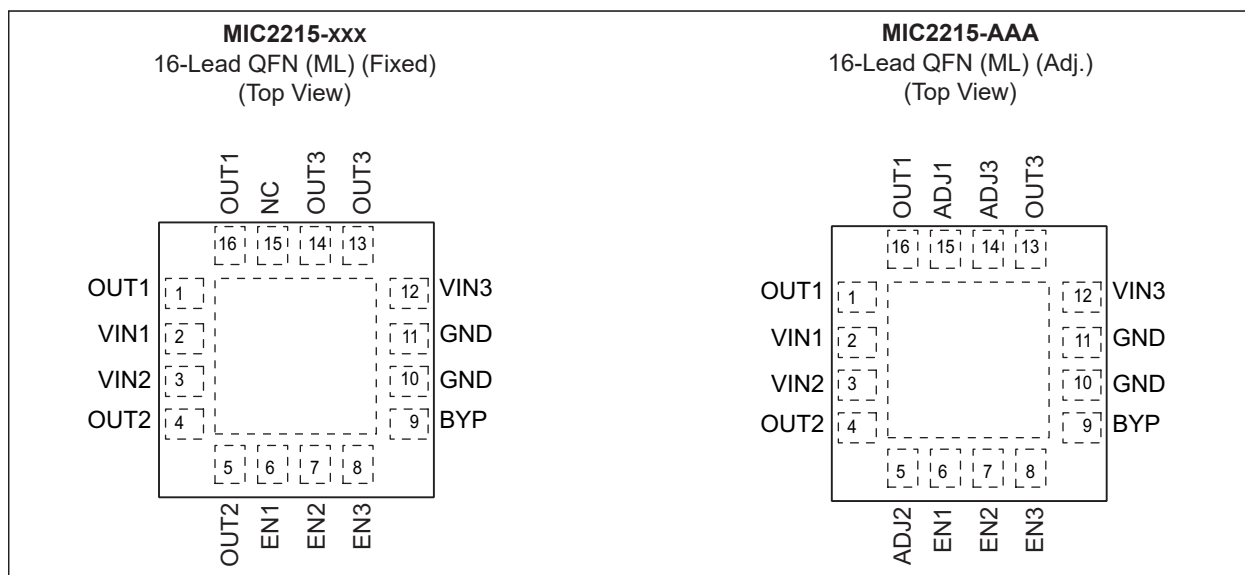 MIC2215-xxx
16-Lead QFN (ML) (Fixed)
(Top View)
OUT1
NC
OUT3
OUT3
16 15 14 13
OUT1 1
VIN1 2
VIN2 3
OUT2 4
12 VIN3
11 GND
10 GND
9 BYP
5 6 7 8
OUT2
EN1
EN2
EN3
MIC2215-AAA
16-Lead QFN (ML) (Adj.)
(Top View)
OUT1
ADJ1
ADJ3
OUT3
16 15 14 13
OUT1 1
VIN1 2
VIN2 3
OUT2 4
12 VIN3
11 GND
10 GND
9 BYP
5 6 7 8
ADJ2
EN1
EN2
EN3